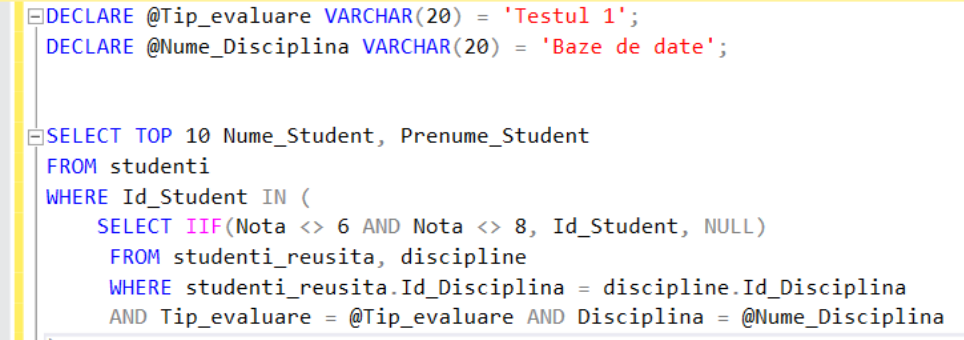 DECLARE @Tip_evaluare VARCHAR(20) = 'Testul 1';
DECLARE @Nume_Disciplina VARCHAR(20) = 'Baze de date';
SELECT TOP 10 Nume_Student, Prenume_Student
FROM studenti
WHERE Id_Student IN (
SELECT IIF(Nota <> 6 AND Nota <> 8, Id_Student, NULL)
FROM studenti_reusita, discipline
WHERE studenti_reusita.Id_Disciplina = discipline.Id_Disciplina
AND Tip_evaluare = @Tip_evaluare AND Disciplina = @Nume_Disciplina